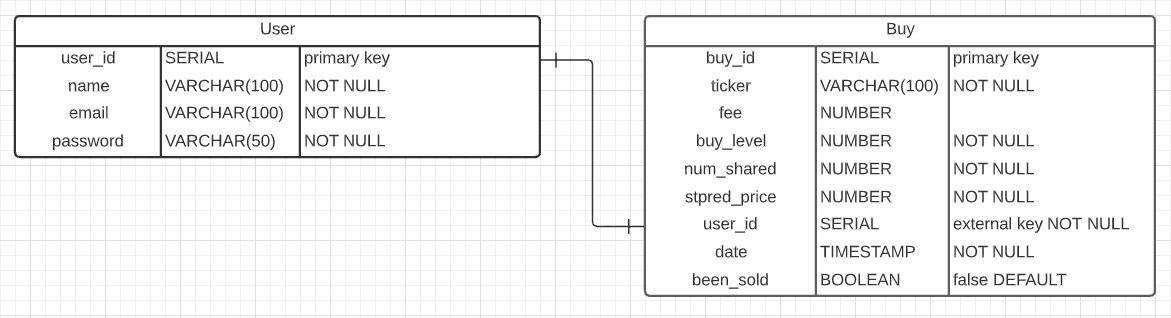 User
user_id SERIAL primary key
name VARCHAR(100) NOT NULL
email VARCHAR(100) NOT NULL
password VARCHAR(50) NOT NULL
Buy
buy_id SERIAL primary key
ticker VARCHAR(100) NOT NULL
fee NUMBER
buy_level NUMBER NOT NULL
num_shared NUMBER NOT NULL
stpred_price NUMBER NOT NULL
user_id SERIAL external key NOT NULL
date TIMESTAMP NOT NULL
been_sold BOOLEAN false DEFAULT